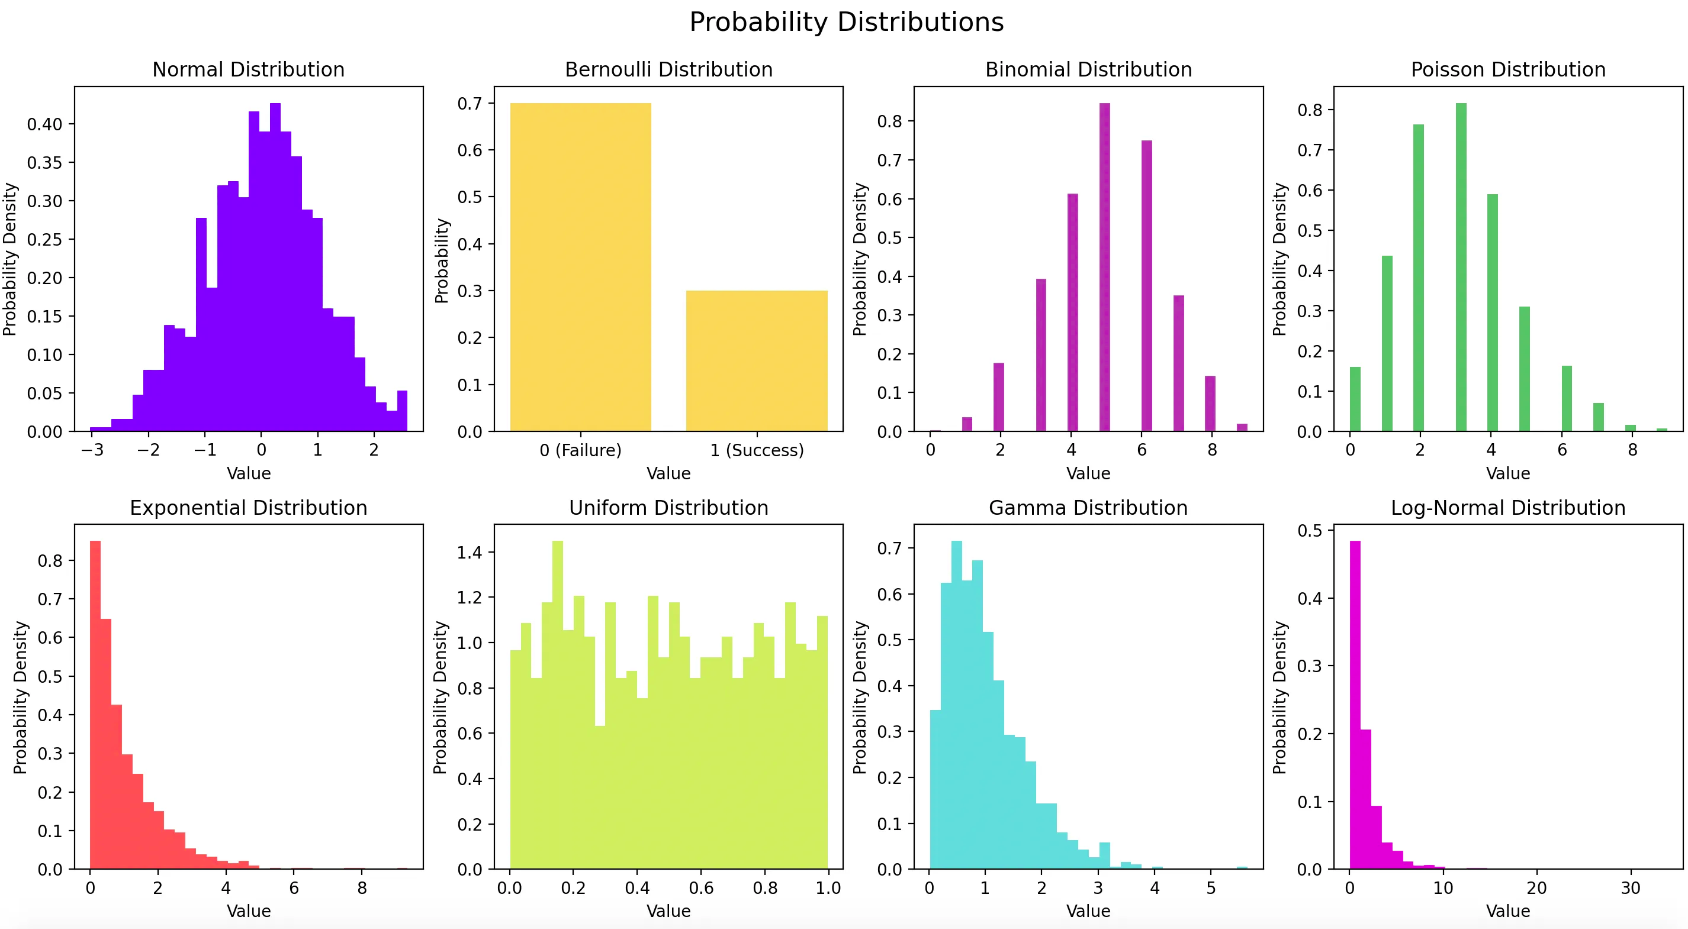 Probability Distributions
Normal Distribution
Probability Density
0.40
0.35
0.30
0.25
0.20
0.15
0.10
0.05
0.00
−3 −2 −1 0 1 2
Value
Bernoulli Distribution
Probability
0.7
0.6
0.5
0.4
0.3
0.2
0.1
0.0
0 (Failure) 1 (Success)
Value
Binomial Distribution
Probability Density
0.8
0.7
0.6
0.5
0.4
0.3
0.2
0.1
0.0
0 2 4 6 8
Value
Poisson Distribution
Probability Density
0.8
0.7
0.6
0.5
0.4
0.3
0.2
0.1
0.0
0 2 4 6 8
Value
Exponential Distribution
Probability Density
0.8
0.7
0.6
0.5
0.4
0.3
0.2
0.1
0.0
0 2 4 6 8
Value
Uniform Distribution
Probability Density
1.4
1.2
1.0
0.8
0.6
0.4
0.2
0.0
0.0 0.2 0.4 0.6 0.8 1.0
Value
Gamma Distribution
Probability Density
0.7
0.6
0.5
0.4
0.3
0.2
0.1
0.0
0 1 2 3 4 5
Value
Log-Normal Distribution
Probability Density
0.5
0.4
0.3
0.2
0.1
0.0
0 10 20 30
Value